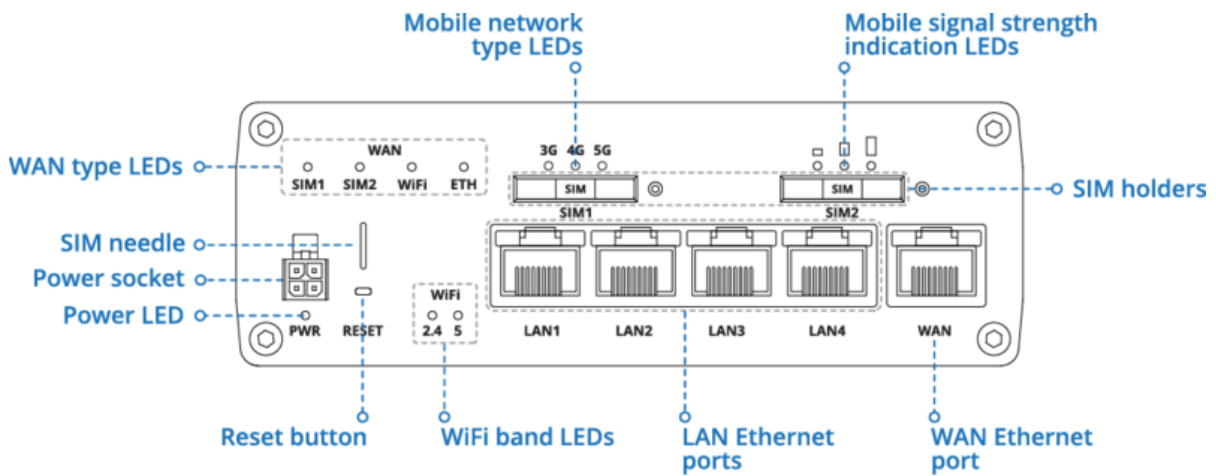 Mobile network
type LEDs
Mobile signal strength
indication LEDs
WAN type LEDs
WAN
SIM1 SIM2 WiFi ETH
3G 4G 5G
SIM
SIM
SIM holders
SIM1
SIM2
SIM needle
Power socket
Power LED
PWR
RESET
WiFi
2.4 5
LAN1
LAN2
LAN3
LAN4
WAN
Reset button
WiFi band LEDs
LAN Ethernet
ports
WAN Ethernet
port